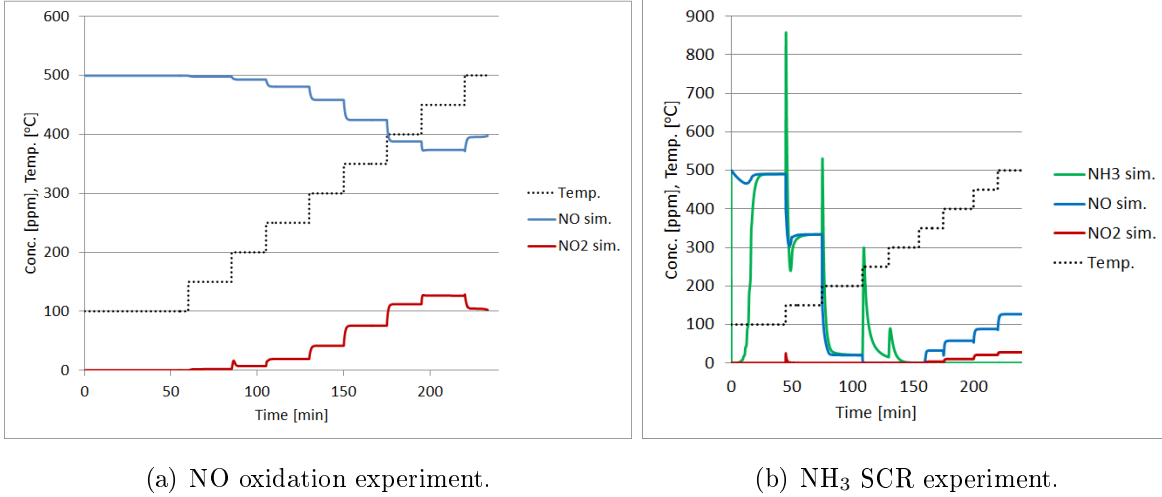 600
500
400
300
200
100
0
0
50
100
150
200
Conc. [ppm], Temp. [°C]
Time [min]
Temp.
NO sim.
NO2 sim.
900
800
700
600
500
400
300
200
100
0
0
50
100
150
200
Conc. [ppm], Temp. [°C]
Time [min]
NH3 sim.
NO sim.
NO2 sim.
Temp.
(a) NO oxidation experiment.
(b) NH₃ SCR experiment.